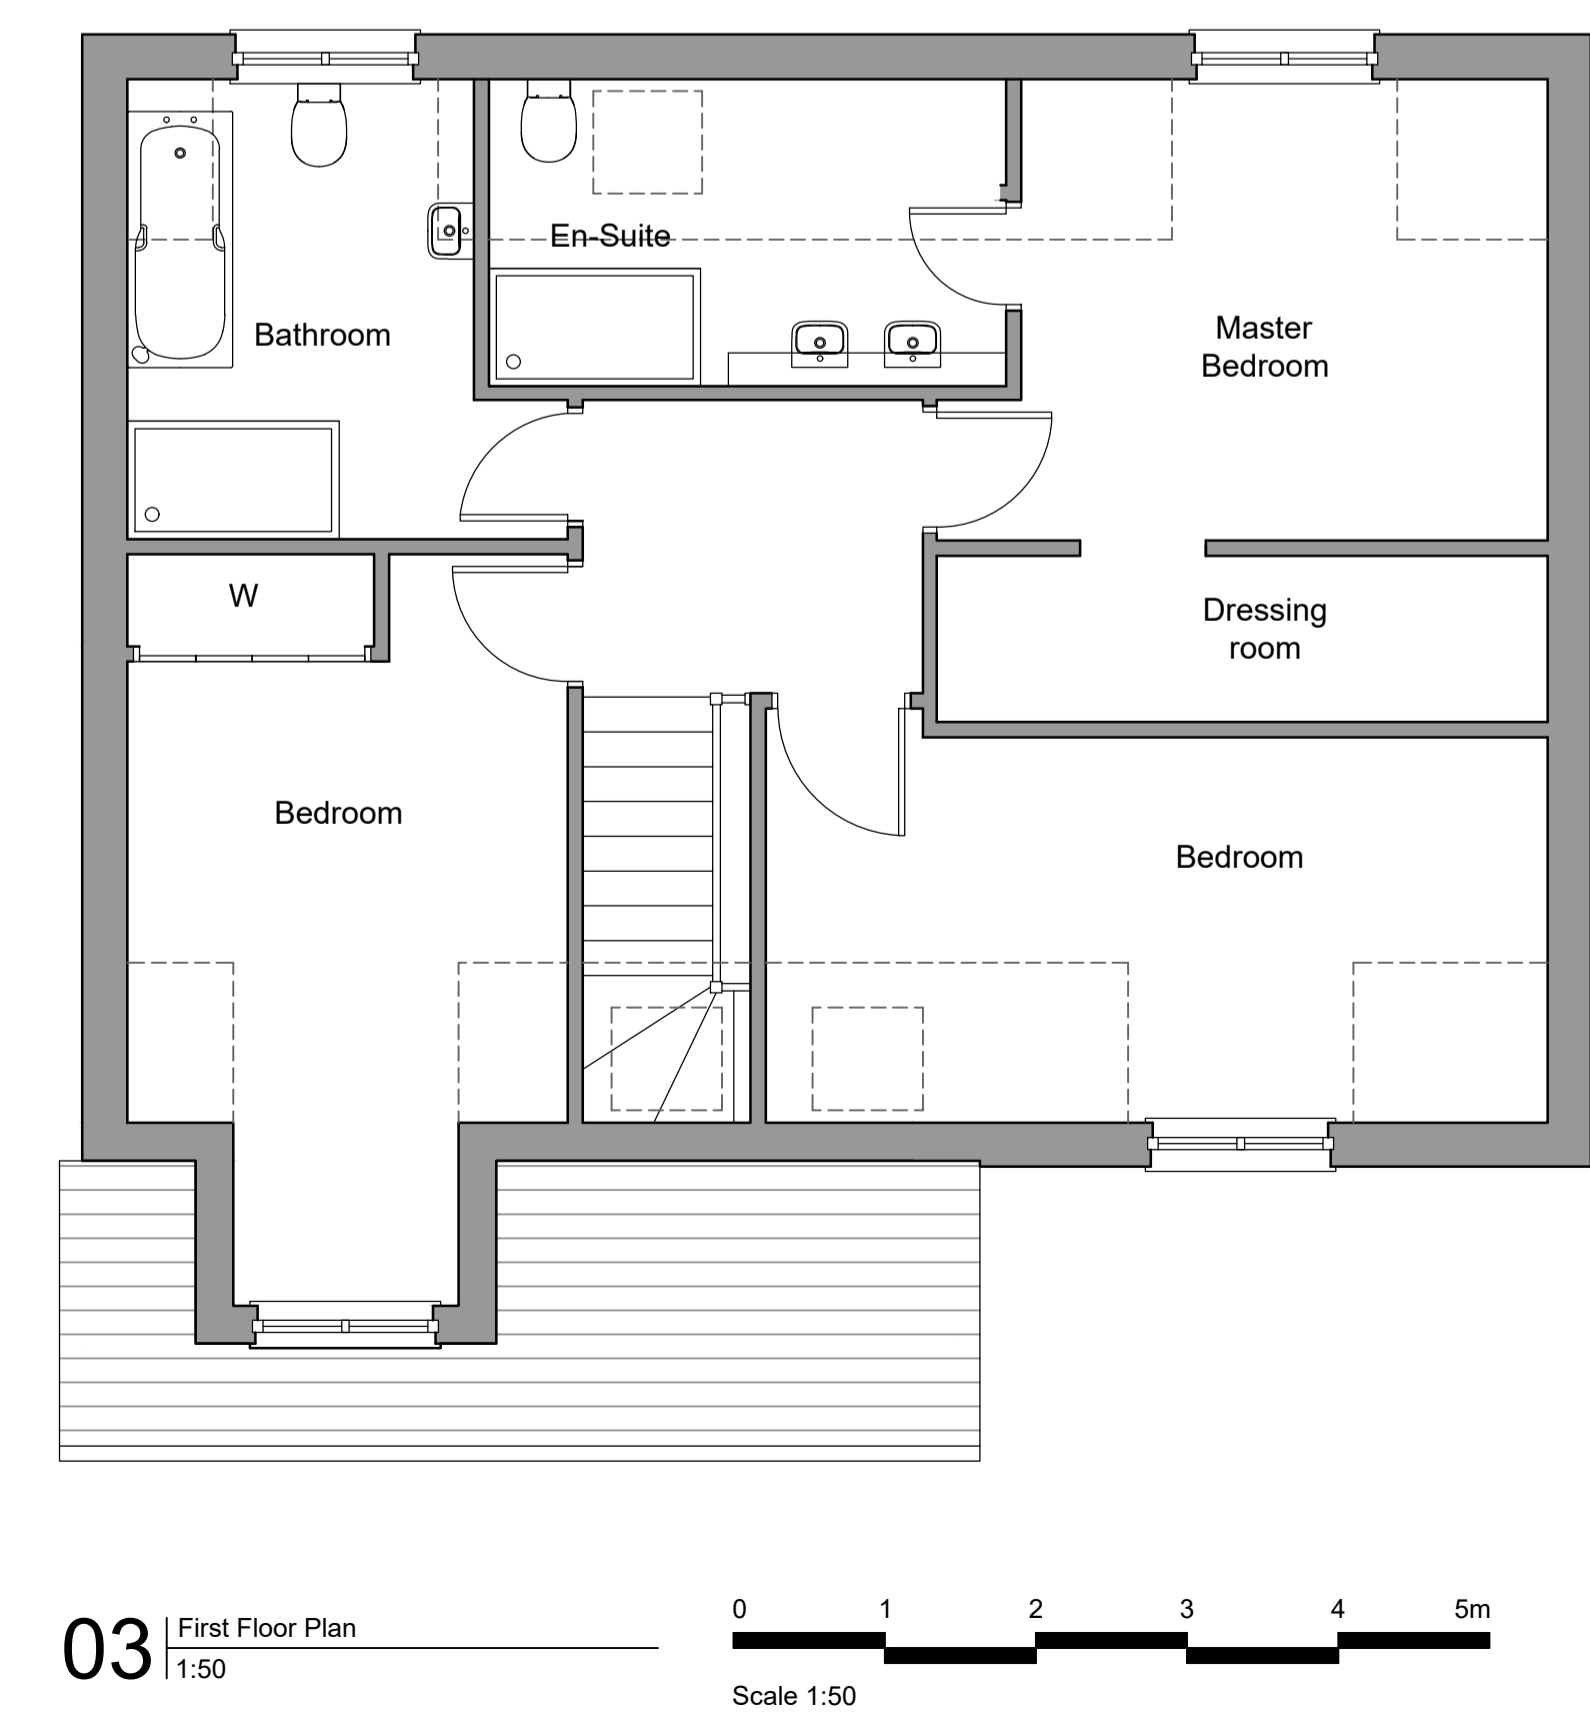 En-Suite
Bathroom
Master
Bedroom
W
Dressing
room
Bedroom
Bedroom
03
First Floor Plan
1:50
0 1 2 3 4 5m
Scale 1:50